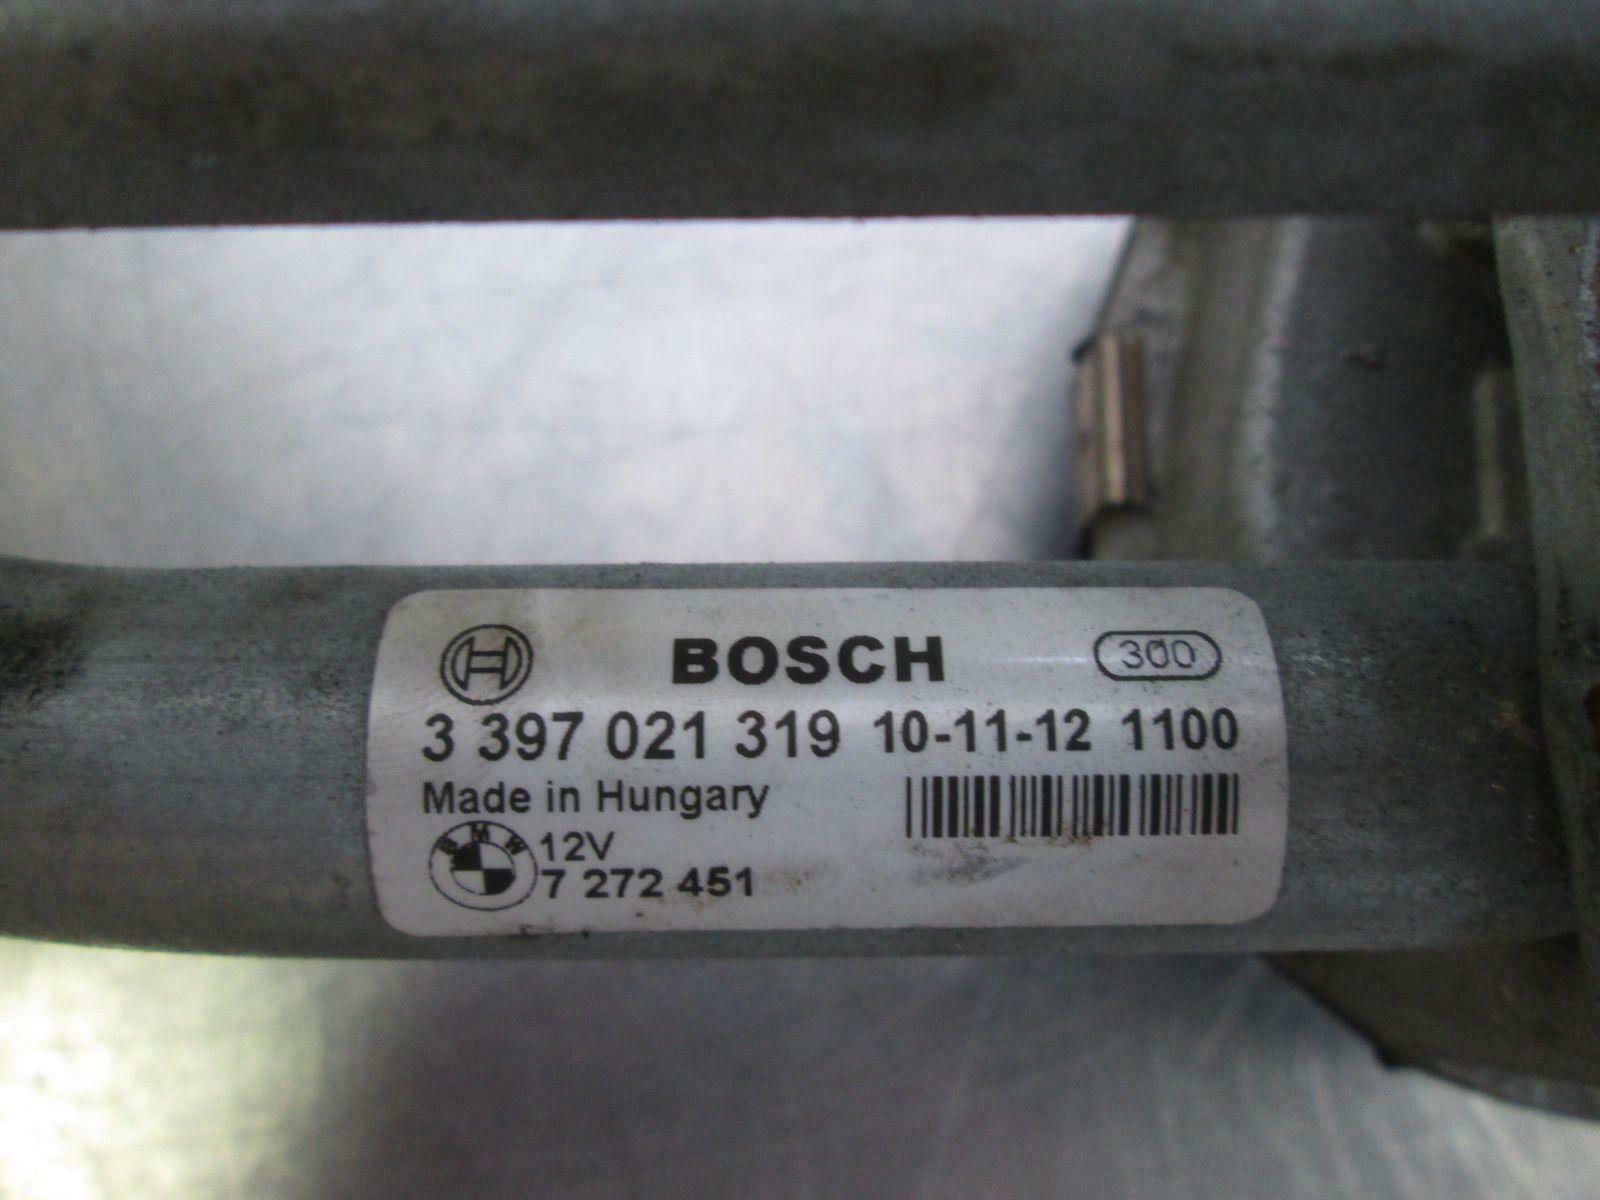 BOSCH 300
3 397 021 319 10-11-12 1100
Made in Hungary
BMW 12V
7 272 451